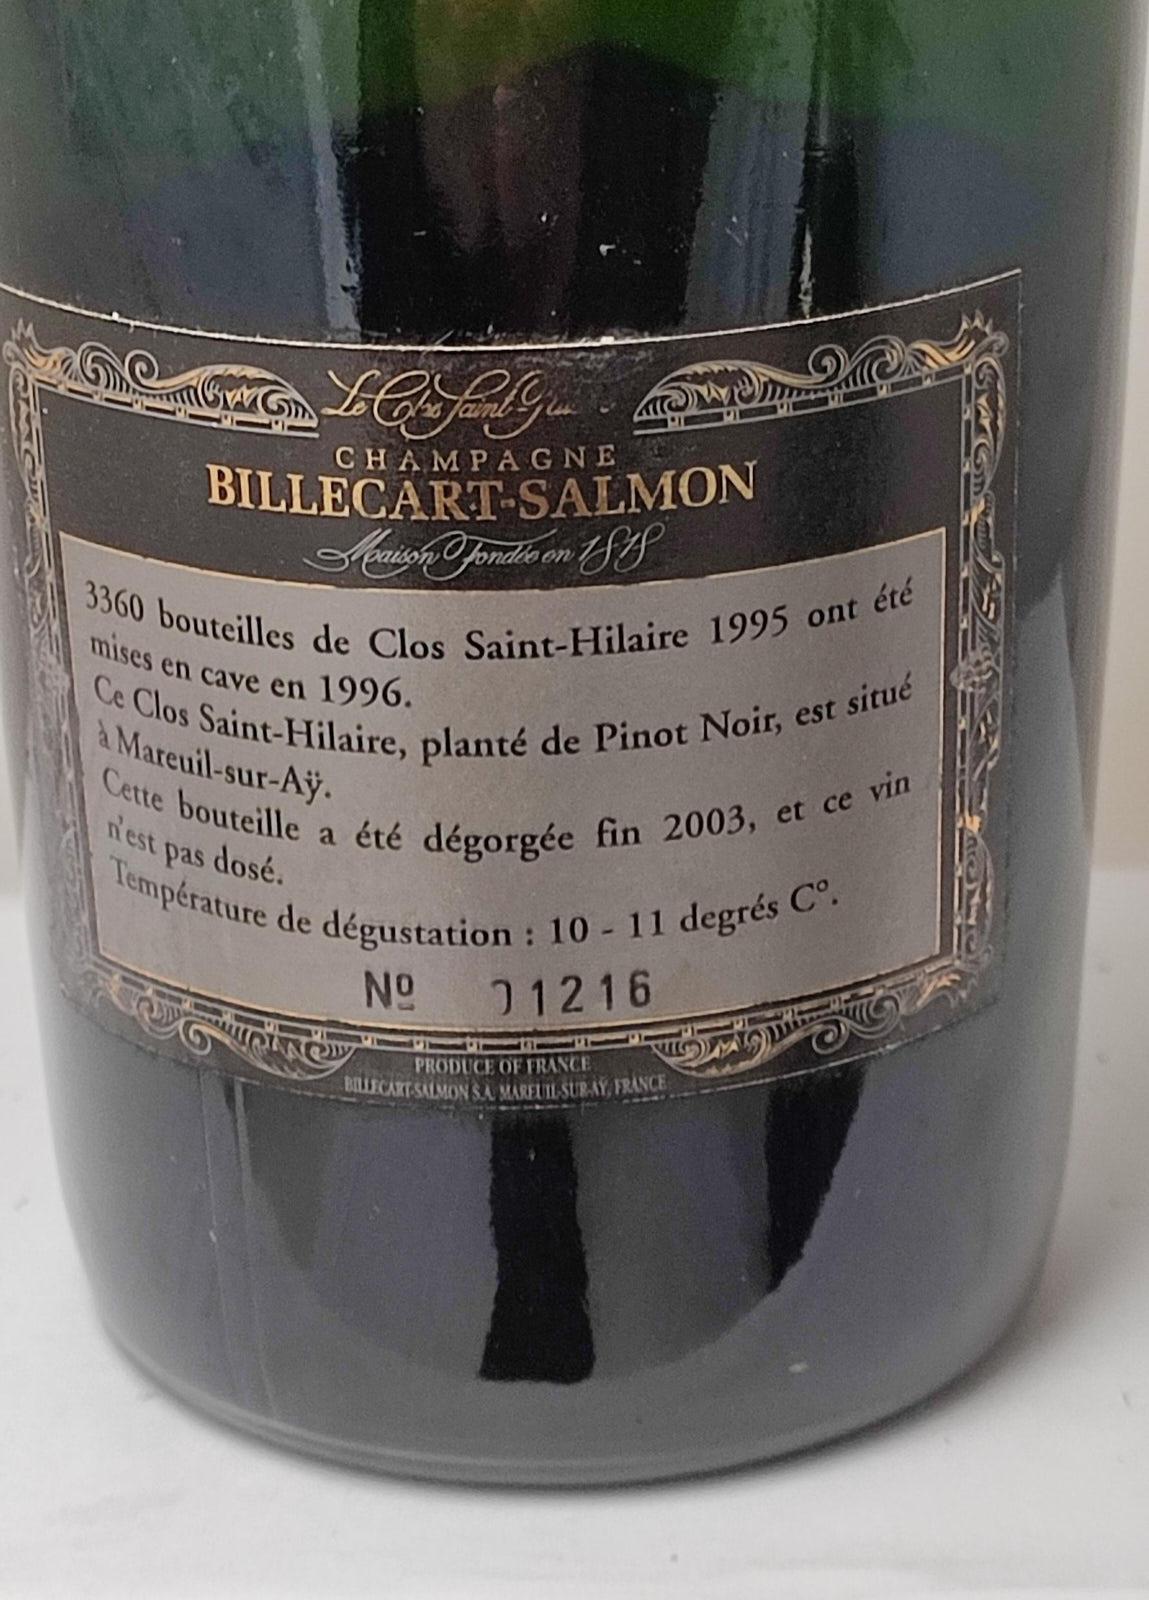 Le Clos Saint
CHAMPAGNE
BILLECART-SALMON
Maison Fondée en 1818
3360 bouteilles de Clos Saint-Hilaire 1995 ont été
mises en cave en 1996.
Ce Clos Saint-Hilaire, planté de Pinot Noir, est situé
à Mareuil-sur-Aÿ.
Cette bouteille a été dégorgée fin 2003, et ce vin
n'est pas dosé.
Température de dégustation : 10 - 11 degrés C°.
Nº 01216
PRODUCE OF FRANCE
BILLECART-SALMON S.A. MAREUIL-SUR-AY, FRANCE